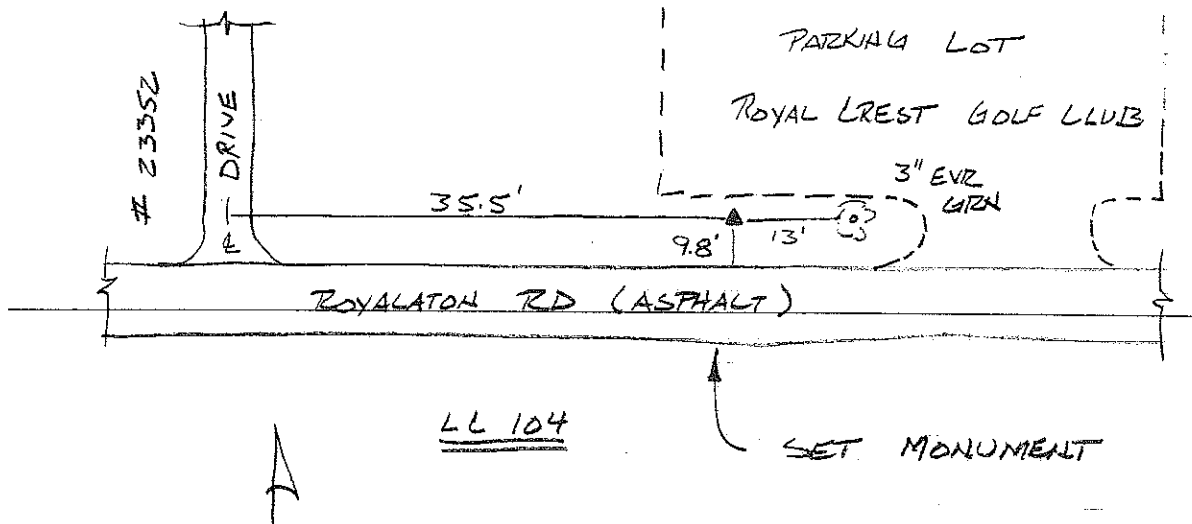 PARKING LOT
ROYAL CREST GOLF CLUB
# 23352
DRIVE
℄
35.5'
3" EVR
GRN
9.8'
13'
ROYALATON RD (ASPHALT)
LL 104
SET MONUMENT